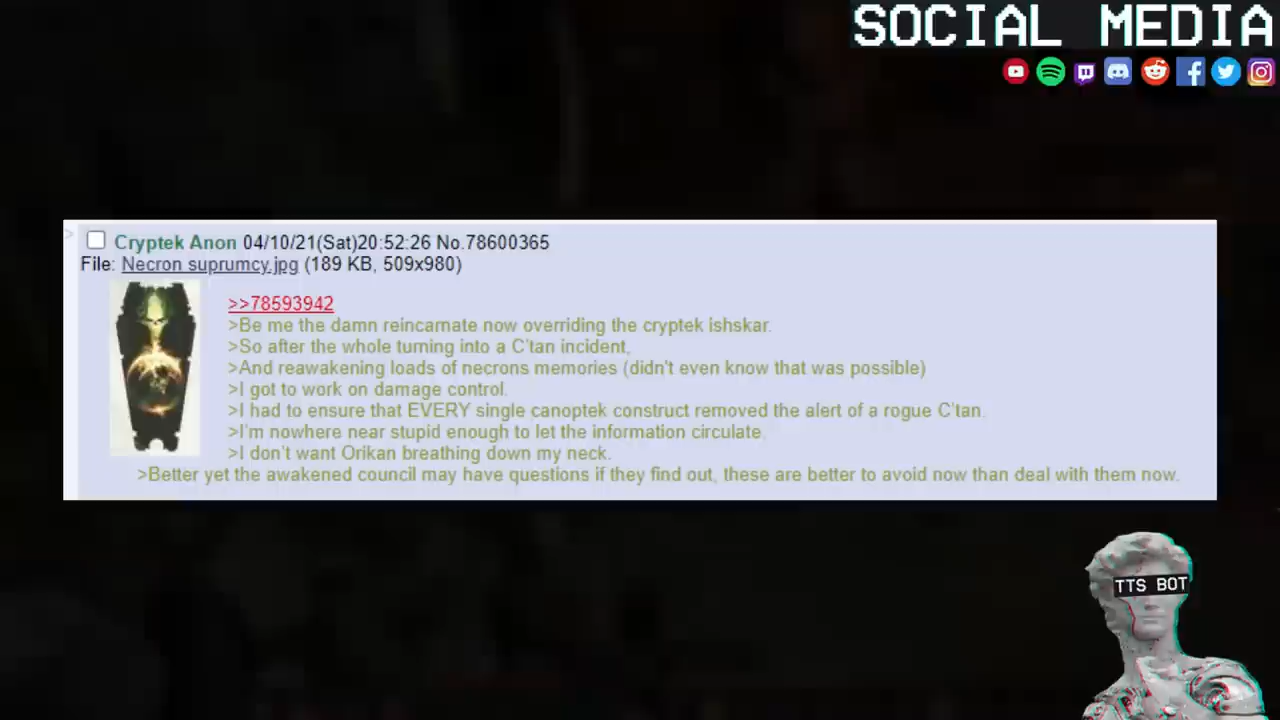 SOCIAL MEDIA
>
Cryptek Anon 04/10/21(Sat)20:52:26 No.78600365
File: Necron suprumcy.jpg (189 KB, 509x980)
>>78593942
>Be me the damn reincarnate now overriding the cryptek ishskar.
>So after the whole turning into a C'tan incident,
>And reawakening loads of necrons memories (didn't even know that was possible)
>I got to work on damage control.
>I had to ensure that EVERY single canoptek construct removed the alert of a rogue C'tan.
>I'm nowhere near stupid enough to let the information circulate.
>I don't want Orikan breathing down my neck.
>Better yet the awakened council may have questions if they find out, these are better to avoid now than deal with them now.
TTS BOT